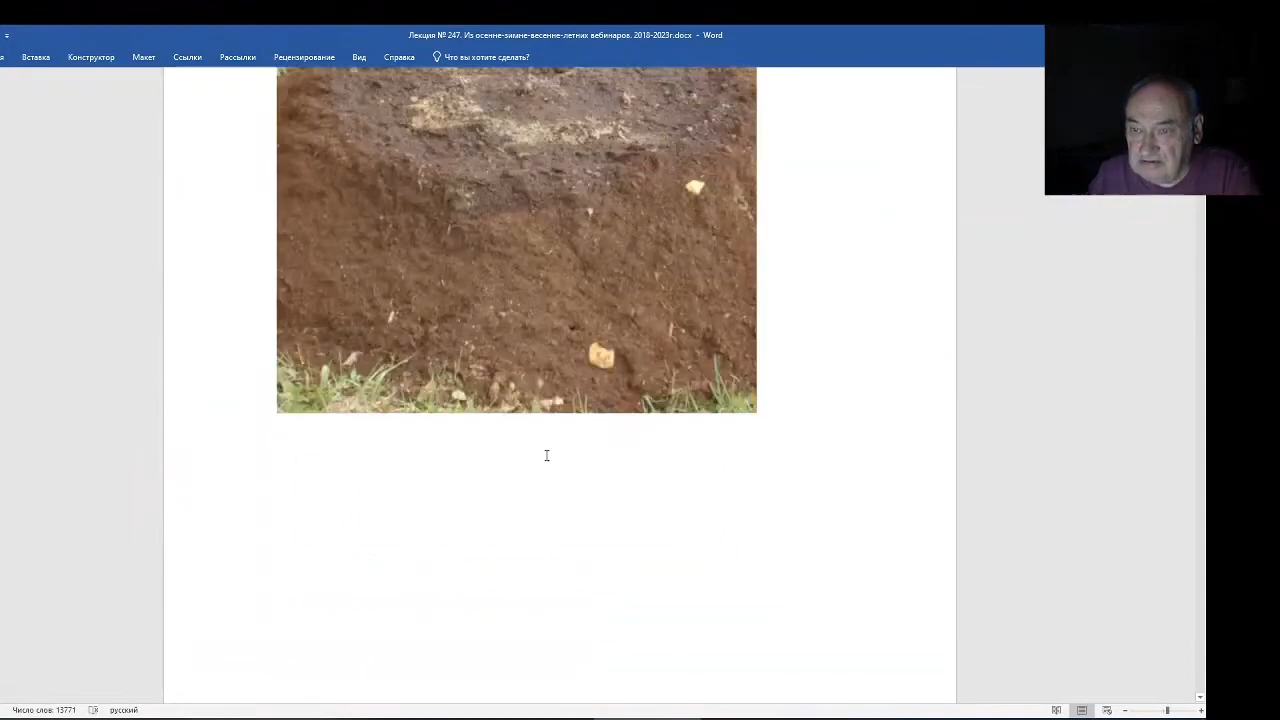 Лекция № 247. Из осенне-зимне-весенне-летних вебинаров. 2018-2023г.docx - Word
я Вставка Конструктор Макет Ссылки Рассылки Рецензирование Вид Справка Что вы хотите сделать?
Число слов: 13771 русский